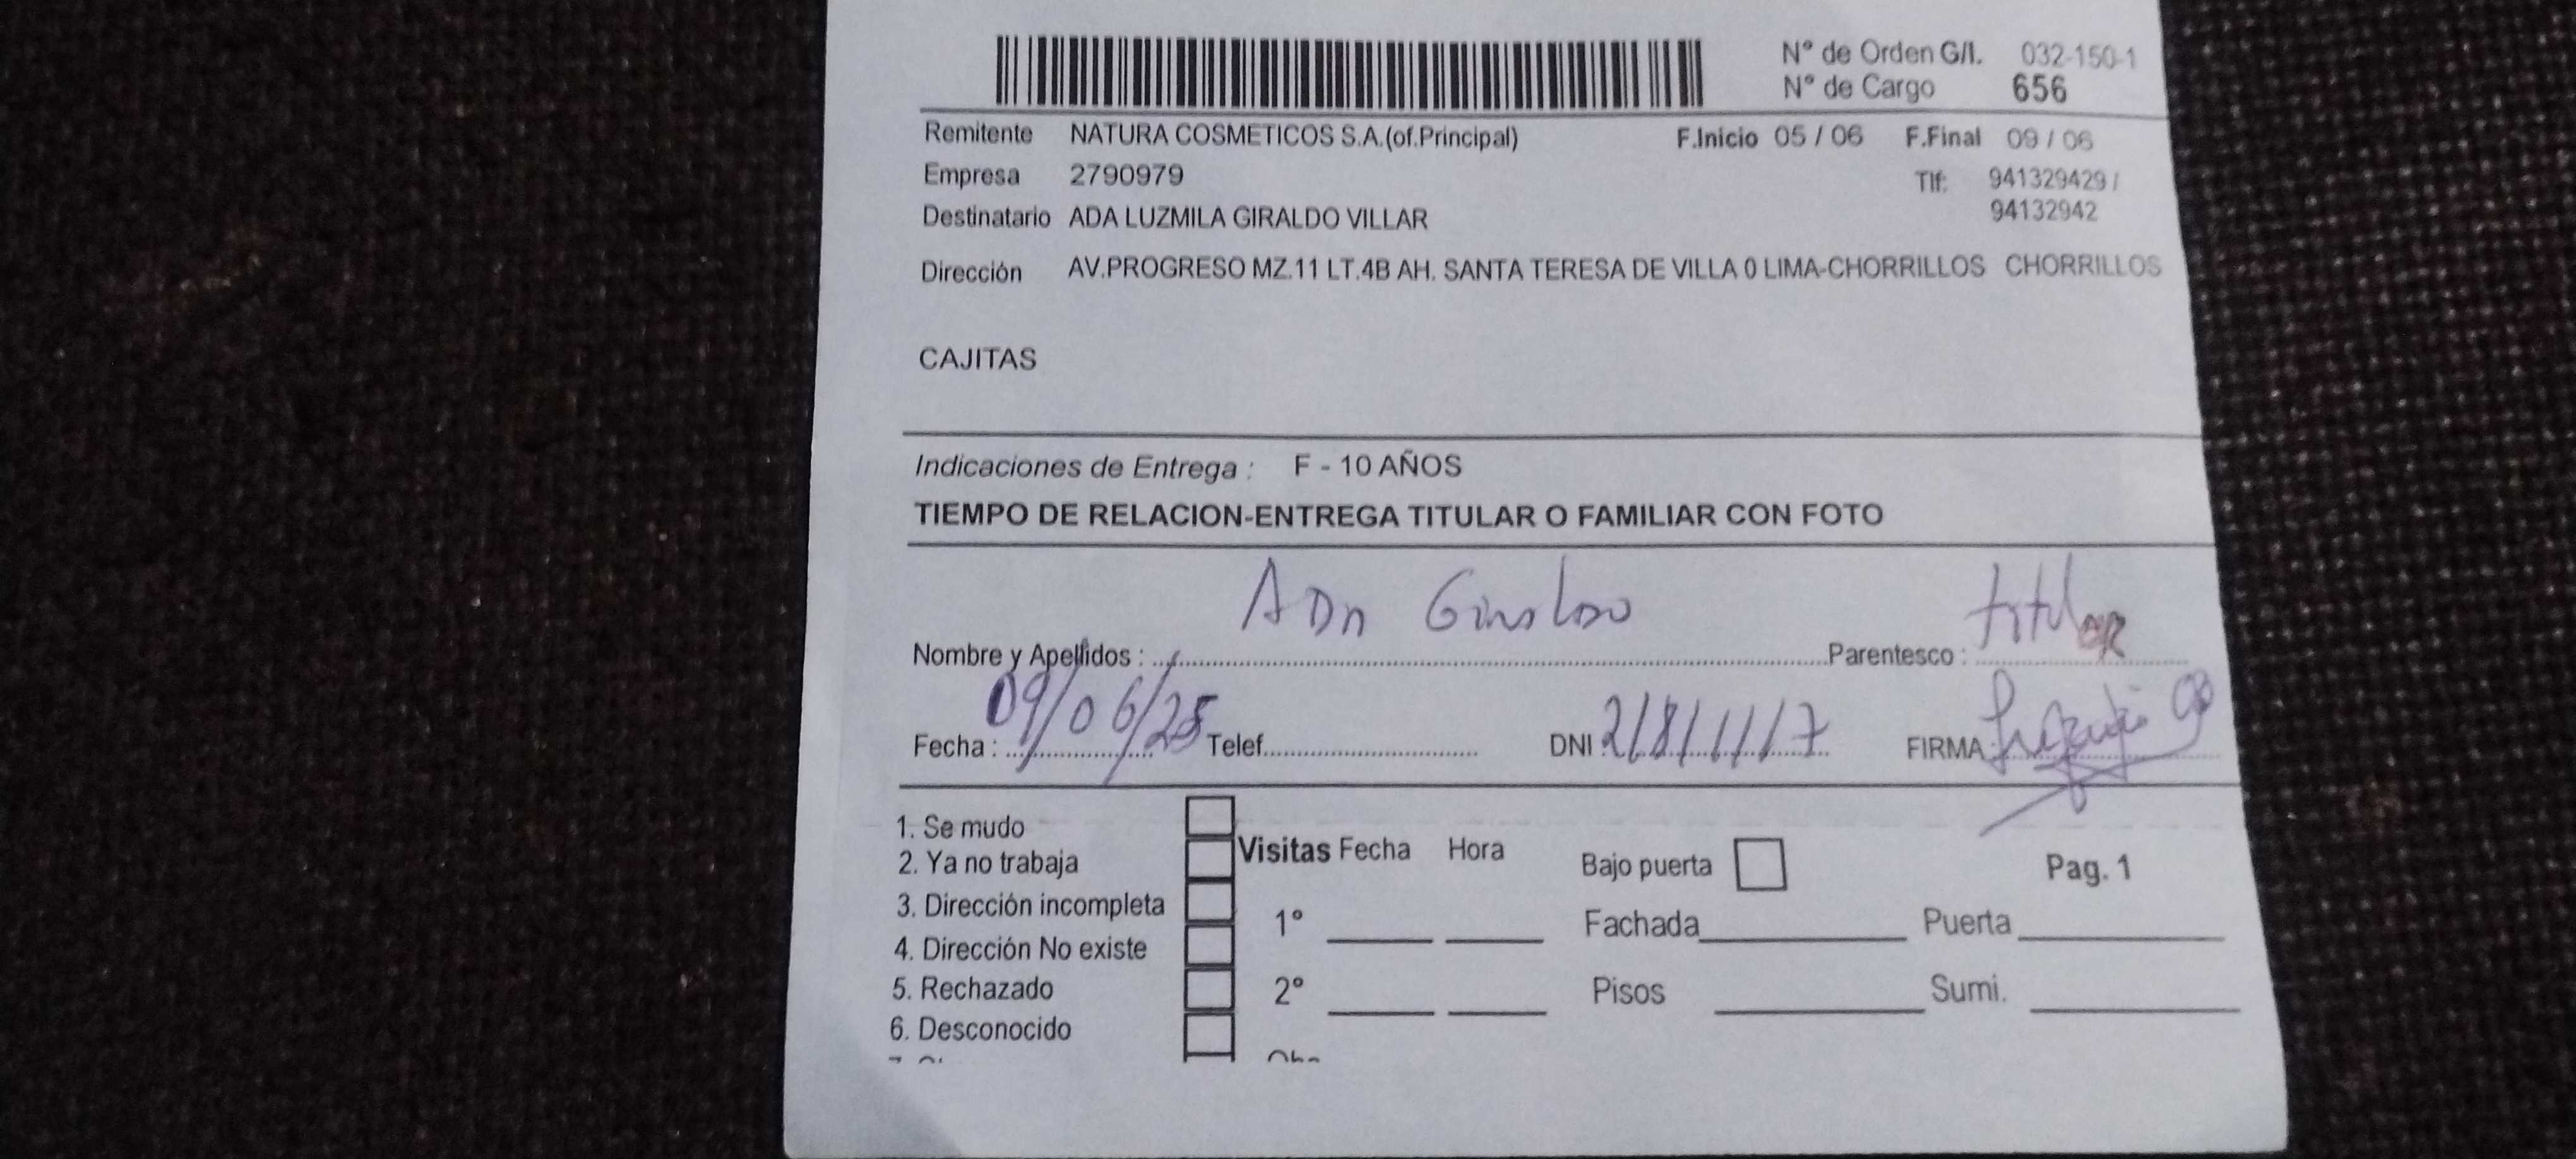 N° de Orden G/I. 032-150-1
N° de Cargo 656
Remitente NATURA COSMETICOS S.A.(of.Principal) F.Inicio 05 / 06 F.Final 09 / 06
Empresa 2790979 Tlf: 941329429 /
94132942
Destinatario ADA LUZMILA GIRALDO VILLAR
Dirección AV.PROGRESO MZ.11 LT.4B AH. SANTA TERESA DE VILLA 0 LIMA-CHORRILLOS CHORRILLOS
CAJITAS
Indicaciones de Entrega : F - 10 AÑOS
TIEMPO DE RELACION-ENTREGA TITULAR O FAMILIAR CON FOTO
Nombre y Apellidos : ADA Giraldo Parentesco : titular
Fecha : 09/06/25 Telef. DNI 2/8/1/1/7 FIRMA
1. Se mudo
2. Ya no trabaja
3. Dirección incompleta
4. Dirección No existe
5. Rechazado
6. Desconocido
Visitas Fecha Hora
1°
2°
Bajo puerta Pag. 1
Fachada Puerta
Pisos Sumi.